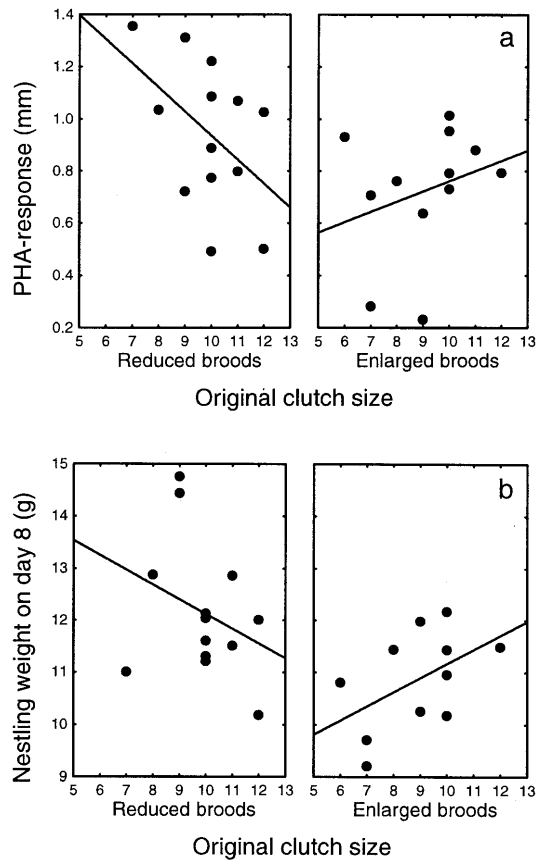 1.4
1.2
1.0
0.8
0.6
0.4
0.2
PHA-response (mm)
a
5 6 7 8 9 10 11 12 13
5 6 7 8 9 10 11 12 13
Reduced broods
Enlarged broods
Original clutch size
15
14
13
12
11
10
9
Nestling weight on day 8 (g)
b
5 6 7 8 9 10 11 12 13
5 6 7 8 9 10 11 12 13
Reduced broods
Enlarged broods
Original clutch size